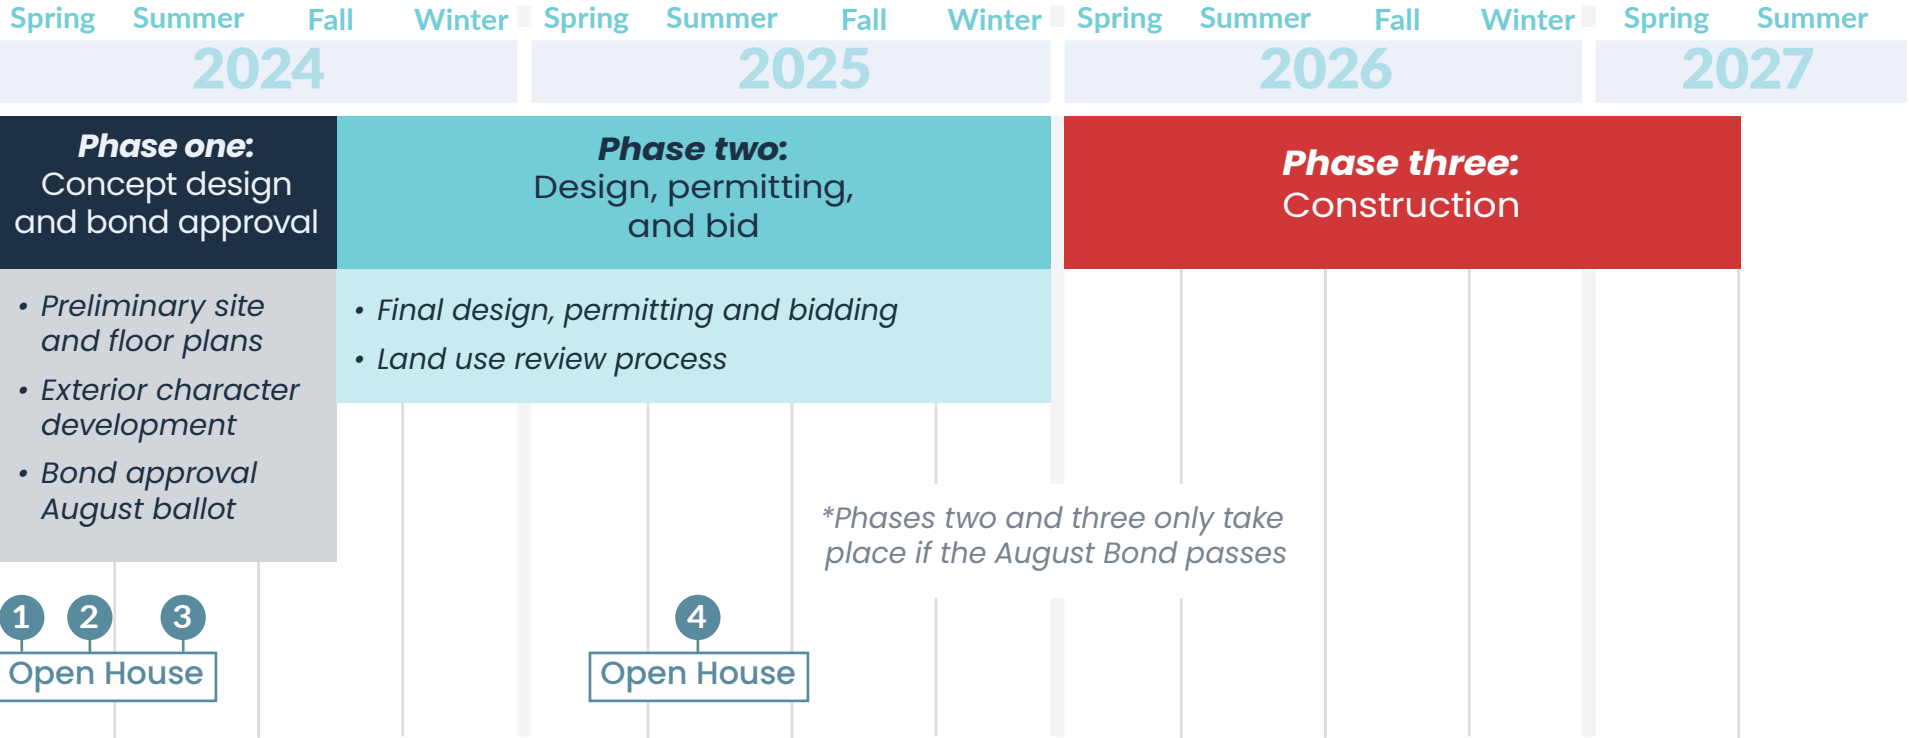 Spring Summer Fall Winter Spring Summer Fall Winter Spring Summer Fall Winter Spring Summer
2024 2025 2026 2027
Phase one:
Concept design
and bond approval
• Preliminary site
and floor plans
• Exterior character
development
• Bond approval
August ballot
Phase two:
Design, permitting,
and bid
• Final design, permitting and bidding
• Land use review process
Phase three:
Construction
*Phases two and three only take
place if the August Bond passes
1 2 3
Open House
4
Open House